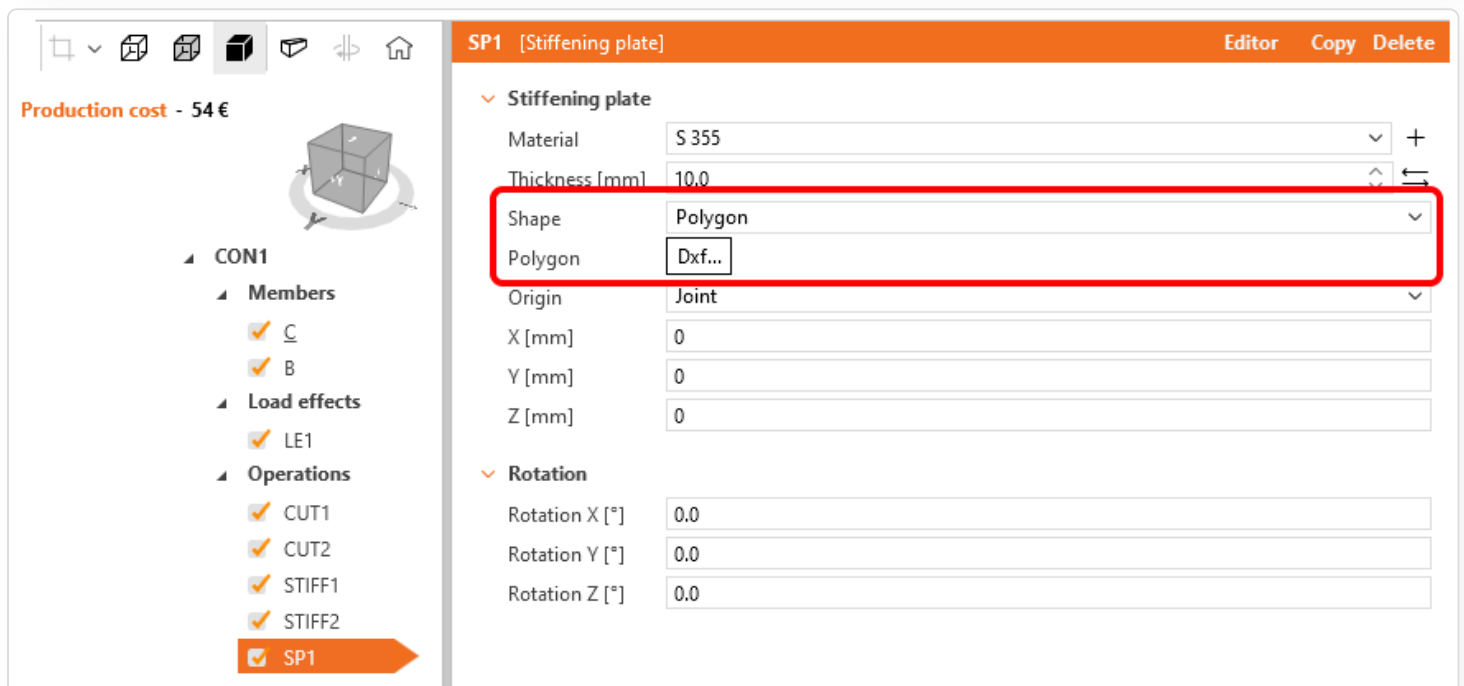 SP1 [Stiffening plate] Editor Copy Delete
Production cost - 54 €
Stiffening plate
Material S 355
Thickness [mm] 10.0
Shape Polygon
Polygon Dxf...
Origin Joint
X [mm] 0
Y [mm] 0
Z [mm] 0
Rotation
Rotation X [°] 0.0
Rotation Y [°] 0.0
Rotation Z [°] 0.0
CON1
Members
C
B
Load effects
LE1
Operations
CUT1
CUT2
STIFF1
STIFF2
SP1